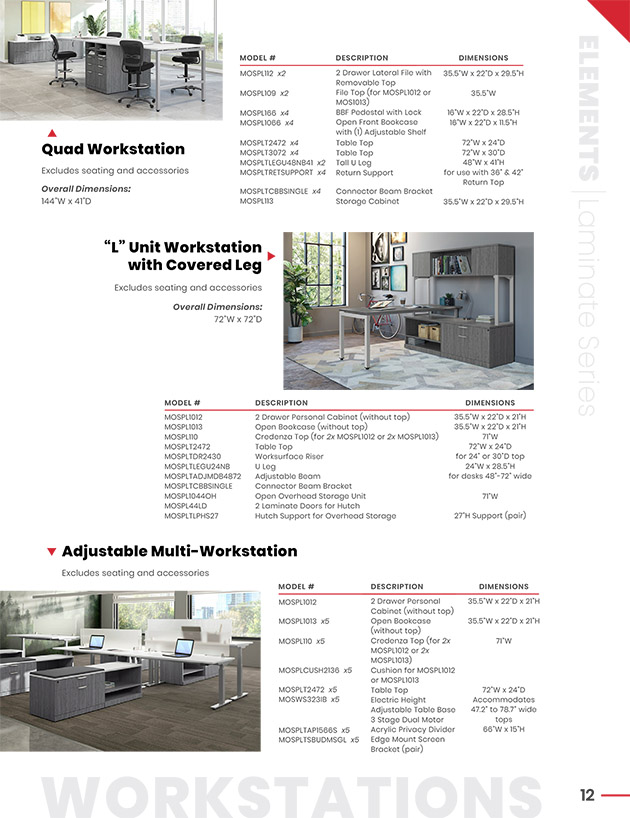 MODEL # DESCRIPTION DIMENSIONS
MOSPL112 x2 2 Drawer Lateral File with 35.5"W x 22"D x 29.5"H
Removable Top
MOSPL109 x2 File Top (for MOSPL1012 or 35.5"W
MOS1013)
MOSPL166 x4 BBF Pedestal with Lock 16"W x 22"D x 28.5"H
MOSPL1066 x4 Open Front Bookcase 16"W x 22"D x 11.5"H
with (1) Adjustable Shelf
MOSPLT2472 x4 Table Top 72"W x 24"D
MOSPLT3072 x4 Table Top 72"W x 30"D
MOSPLTLEGU48NB41 x2 Tall U Leg 48"W x 41"H
MOSPLTRETSUPPORT x4 Return Support for use with 36" & 42"
Return Top
MOSPLTCBBSINGLE x4 Connector Beam Bracket
MOSPL113 Storage Cabinet 35.5"W x 22"D x 29.5"H
Quad Workstation
Excludes seating and accessories
Overall Dimensions:
144"W x 41"D
"L" Unit Workstation
with Covered Leg
Excludes seating and accessories
Overall Dimensions:
72"W x 72"D
MODEL # DESCRIPTION DIMENSIONS
MOSPL1012 2 Drawer Personal Cabinet (without top) 35.5"W x 22"D x 21"H
MOSPL1013 Open Bookcase (without top) 35.5"W x 22"D x 21"H
MOSPL110 Credenza Top (for 2x MOSPL1012 or 2x MOSPL1013) 71"W
MOSPLT2472 Table Top 72"W x 24"D
MOSPLTDR2430 Worksurface Riser for 24" or 30"D top
MOSPLTLEGU24NB U Leg 24"W x 28.5"H
MOSPLTADJMDB4872 Adjustable Beam for desks 48"-72" wide
MOSPLTCBBSINGLE Connector Beam Bracket
MOSPL1044OH Open Overhead Storage Unit 71"W
MOSPL44LD 2 Laminate Doors for Hutch
MOSPLTLPHS27 Hutch Support for Overhead Storage 27"H Support (pair)
Adjustable Multi-Workstation
Excludes seating and accessories
MODEL # DESCRIPTION DIMENSIONS
MOSPL1012 2 Drawer Personal 35.5"W x 22"D x 21"H
Cabinet (without top)
MOSPL1013 x5 Open Bookcase 35.5"W x 22"D x 21"H
(without top)
MOSPL110 x5 Credenza Top (for 2x 71"W
MOSPL1012 or 2x
MOSPL1013)
MOSPLCUSH2136 x5 Cushion for MOSPL1012
or MOSPL1013
MOSPLT2472 x5 Table Top 72"W x 24"D
MOSWS323IB x5 Electric Height Accommodates
Adjustable Table Base 47.2" to 78.7" wide
3 Stage Dual Motor tops
MOSPLTAP1566S x5 Acrylic Privacy Divider 66"W x 15"H
MOSPLTSBUDMSGL x5 Edge Mount Screen
Bracket (pair)
ELEMENTS | Laminate Series
WORKSTATIONS
12